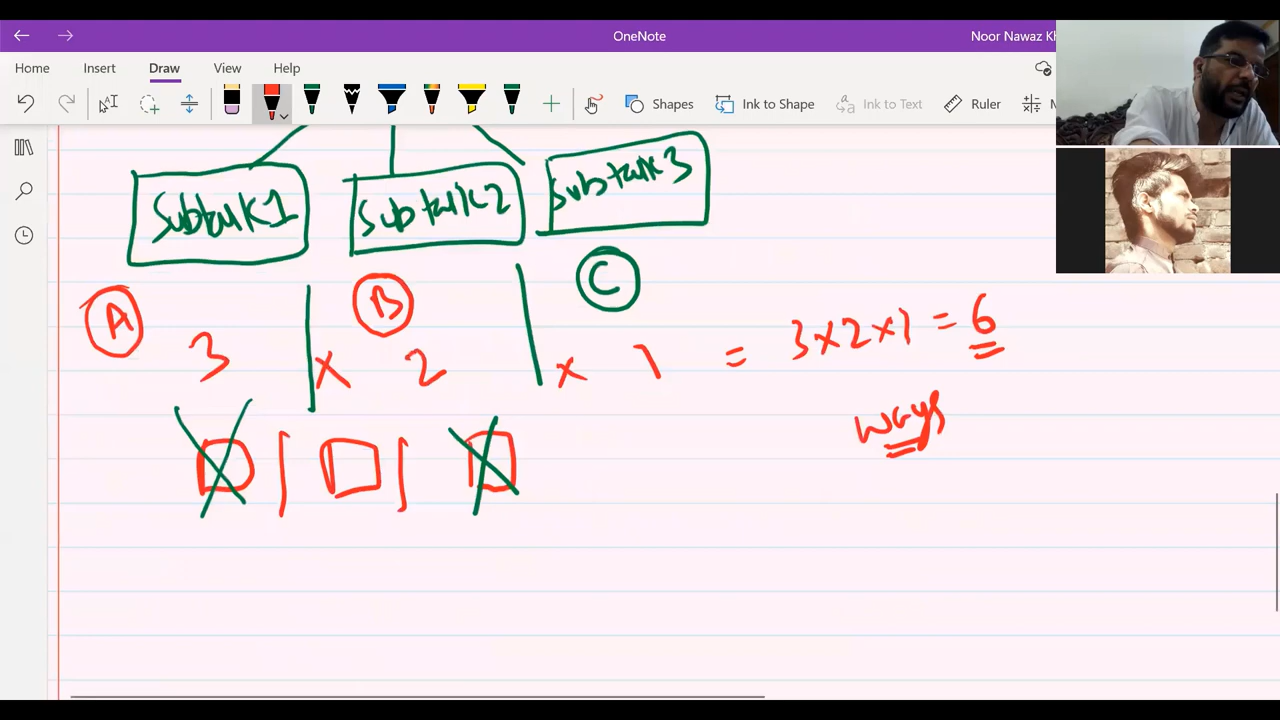 OneNote
Noor Nawaz Kh
Home Insert Draw View Help
Shapes Ink to Shape Ink to Text Ruler M
Subtask1 Subtask2 Subtask3
A B C
3 x 2 x 1 = 3x2x1 = 6
ways